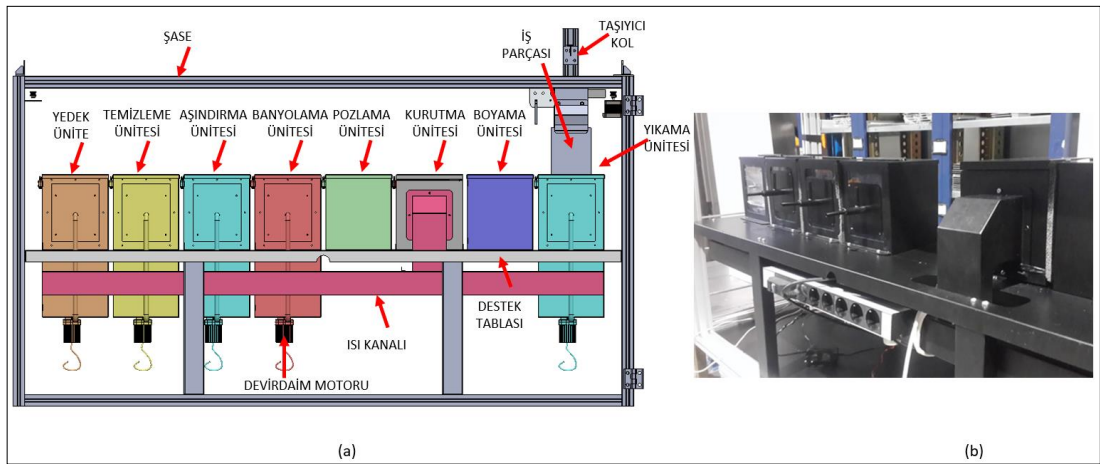 ŞASE
İŞ
PARÇASI
TAŞIYICI
KOL
YEDEK
ÜNİTE
TEMİZLEME
ÜNİTESİ
AŞINDIRMA
ÜNİTESİ
BANYOLAMA
ÜNİTESİ
POZLAMA
ÜNİTESİ
KURUTMA
ÜNİTESİ
BOYAMA
ÜNİTESİ
YIKAMA
ÜNİTESİ
DESTEK
TABLASI
ISI KANALI
DEVİRDAİM MOTORU
(a)
(b)